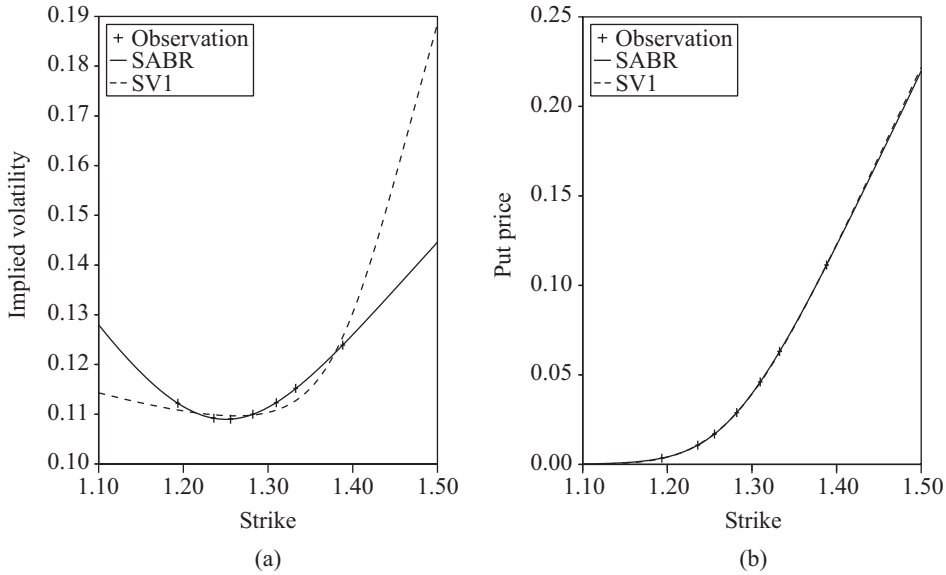 0.19
0.18
0.17
0.16
0.15
0.14
0.13
0.12
0.11
0.10
Implied volatility
Observation
SABR
SV1
1.10 1.20 1.30 1.40 1.50
Strike
(a)
0.25
0.20
0.15
0.10
0.05
0.00
Put price
Observation
SABR
SV1
1.10 1.20 1.30 1.40 1.50
Strike
(b)